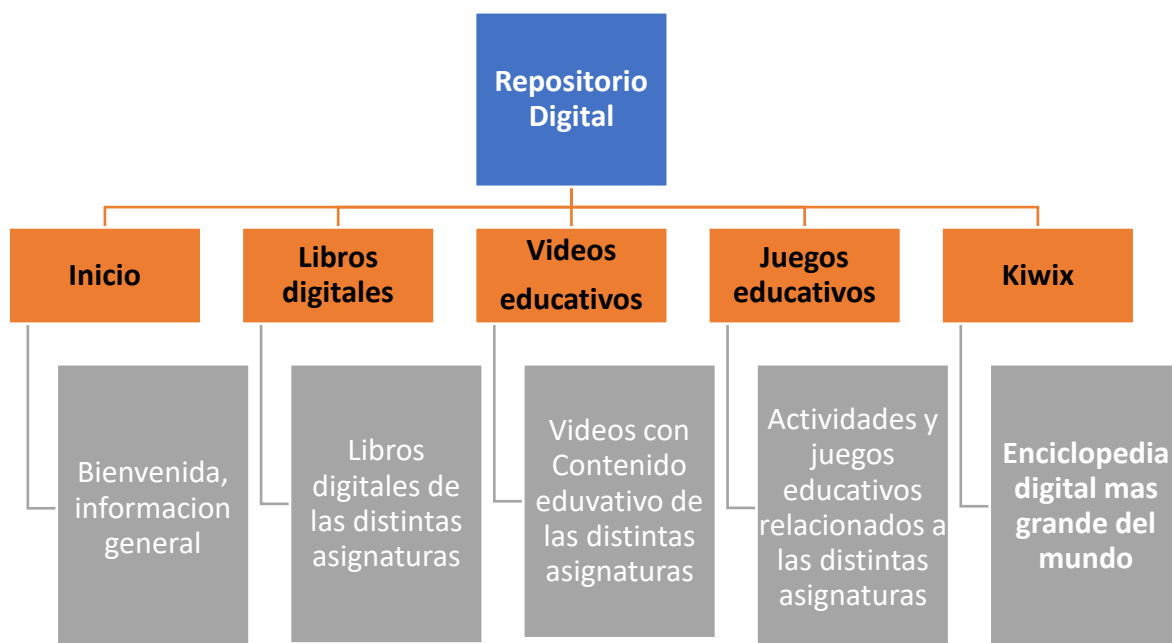 Repositorio
Digital
Inicio
Libros
digitales
Videos
educativos
Juegos
educativos
Kiwix
Bienvenida,
informacion
general
Libros
digitales de
las distintas
asignaturas
Videos con
Contenido
eduvativo de
las distintas
asignaturas
Actividades y
juegos
educativos
relacionados a
las distintas
asignaturas
Enciclopedia
digital mas
grande del
mundo